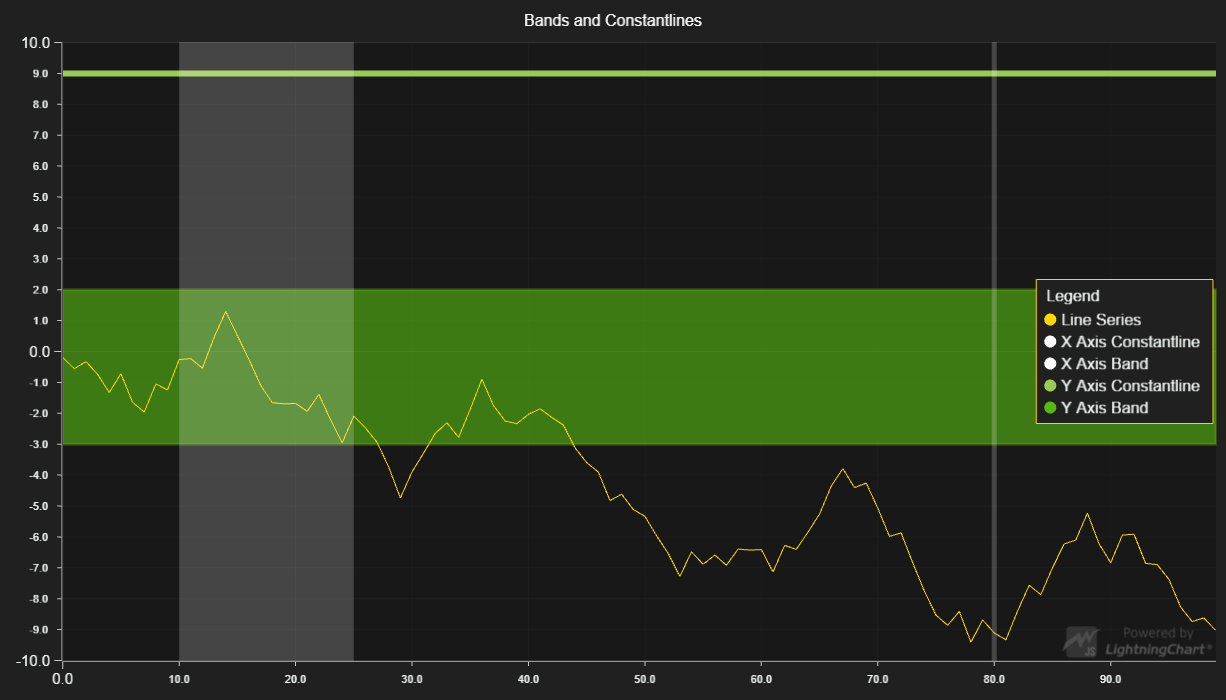 Bands and Constantlines
10.0
9.0
8.0
7.0
6.0
5.0
4.0
3.0
2.0
1.0
0.0
-1.0
-2.0
-3.0
-4.0
-5.0
-6.0
-7.0
-8.0
-9.0
-10.0
Legend
Line Series
X Axis Constantline
X Axis Band
Y Axis Constantline
Y Axis Band
JS
Powered by
LightningChart®
0.0 10.0 20.0 30.0 40.0 50.0 60.0 70.0 80.0 90.0